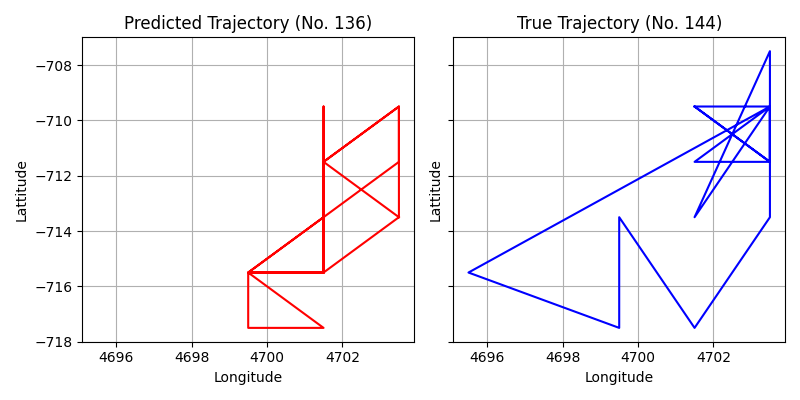 Predicted Trajectory (No. 136)
True Trajectory (No. 144)
−708
−710
−712
−714
−716
−718
Lattitude
Lattitude
4696
4698
4700
4702
4696
4698
4700
4702
Longitude
Longitude